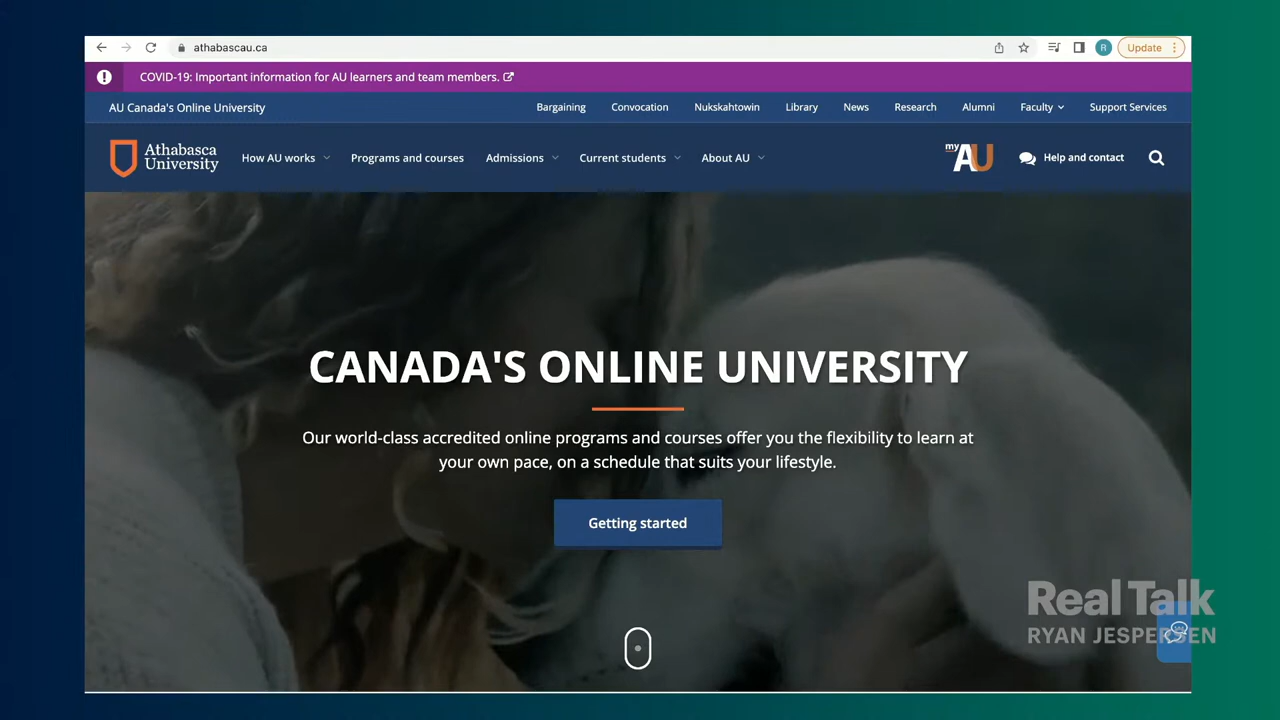 athabascau.ca
R
Update
COVID-19: Important information for AU learners and team members.
AU Canada's Online University
Bargaining
Convocation
Nukskahtowin
Library
News
Research
Alumni
Faculty
Support Services
Athabasca
University
How AU works
Programs and courses
Admissions
Current students
About AU
my
AU
Help and contact
CANADA'S ONLINE UNIVERSITY
Our world-class accredited online programs and courses offer you the flexibility to learn at
your own pace, on a schedule that suits your lifestyle.
Getting started
Real Talk
RYAN JESPERSEN